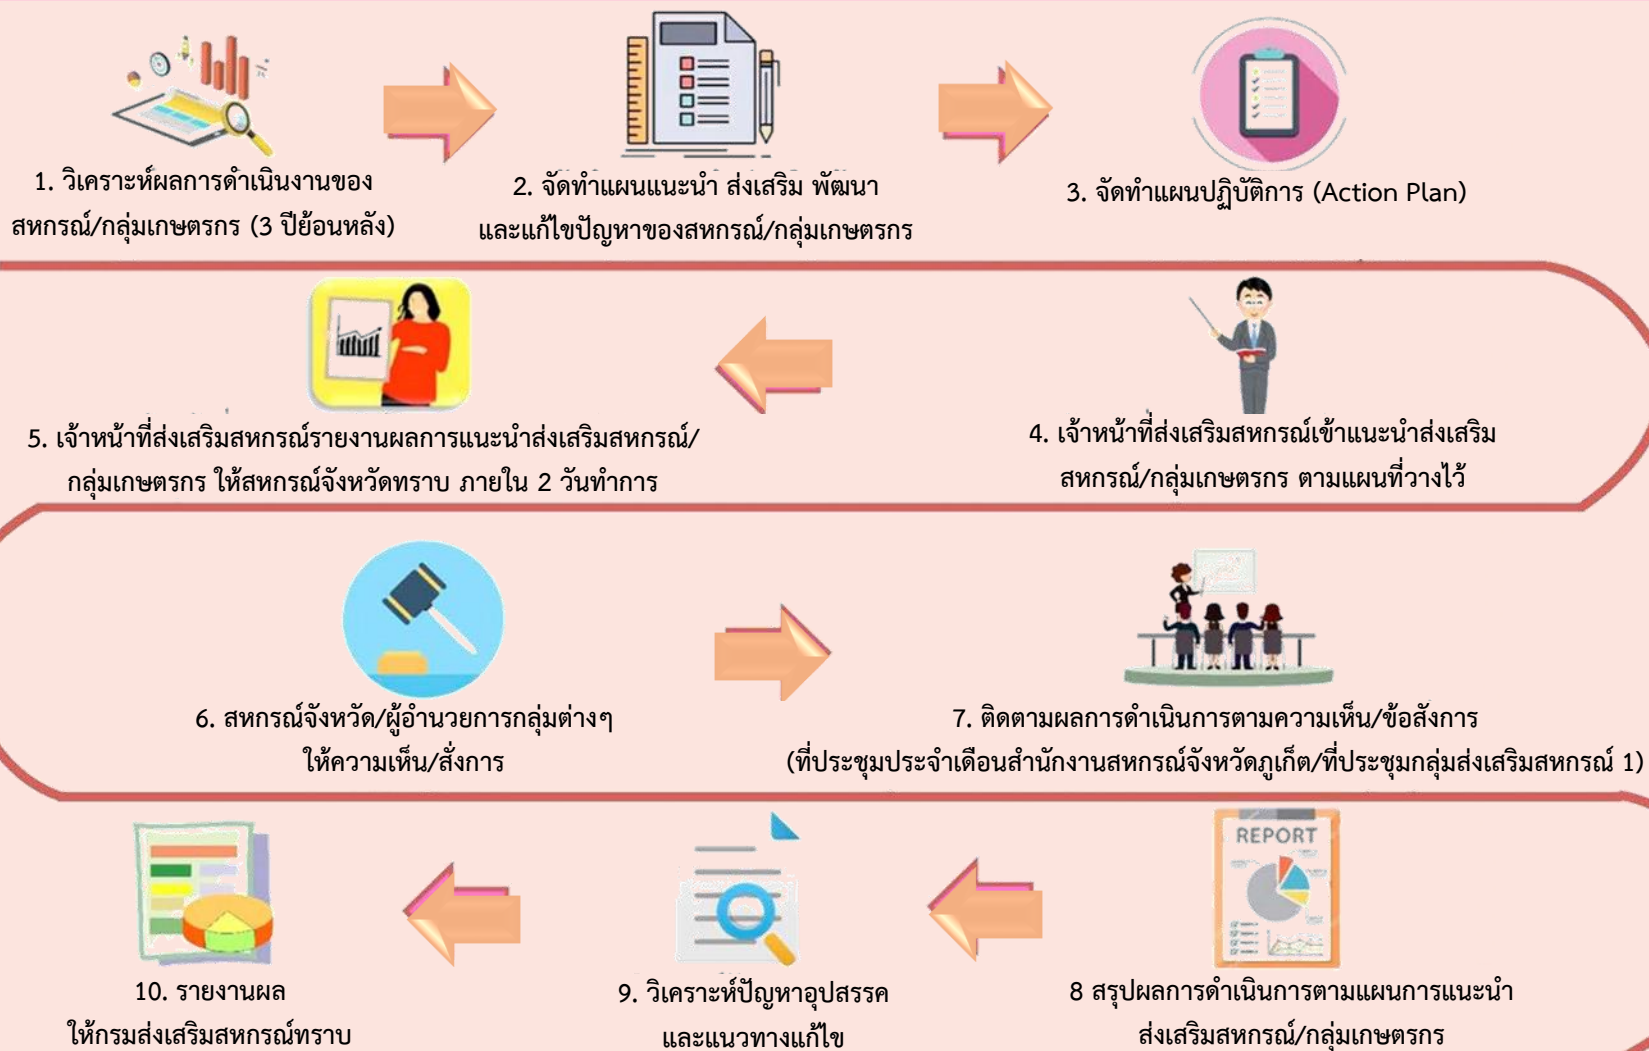 1. วิเคราะห์ผลการดำเนินงานของ
สหกรณ์/กลุ่มเกษตรกร (3 ปีย้อนหลัง)
2. จัดทำแผนแนะนำ ส่งเสริม พัฒนา
และแก้ไขปัญหาของสหกรณ์/กลุ่มเกษตรกร
3. จัดทำแผนปฏิบัติการ (Action Plan)
4. เจ้าหน้าที่ส่งเสริมสหกรณ์เข้าแนะนำส่งเสริม
สหกรณ์/กลุ่มเกษตรกร ตามแผนที่วางไว้
5. เจ้าหน้าที่ส่งเสริมสหกรณ์รายงานผลการแนะนำส่งเสริมสหกรณ์/
กลุ่มเกษตรกร ให้สหกรณ์จังหวัดทราบ ภายใน 2 วันทำการ
6. สหกรณ์จังหวัด/ผู้อำนวยการกลุ่มต่างๆ
ให้ความเห็น/สั่งการ
7. ติดตามผลการดำเนินการตามความเห็น/ข้อสังการ
(ที่ประชุมประจำเดือนสำนักงานสหกรณ์จังหวัดภูเก็ต/ที่ประชุมกลุ่มส่งเสริมสหกรณ์ 1)
REPORT
8 สรุปผลการดำเนินการตามแผนการแนะนำ
ส่งเสริมสหกรณ์/กลุ่มเกษตรกร
9. วิเคราะห์ปัญหาอุปสรรค
และแนวทางแก้ไข
10. รายงานผล
ให้กรมส่งเสริมสหกรณ์ทราบ